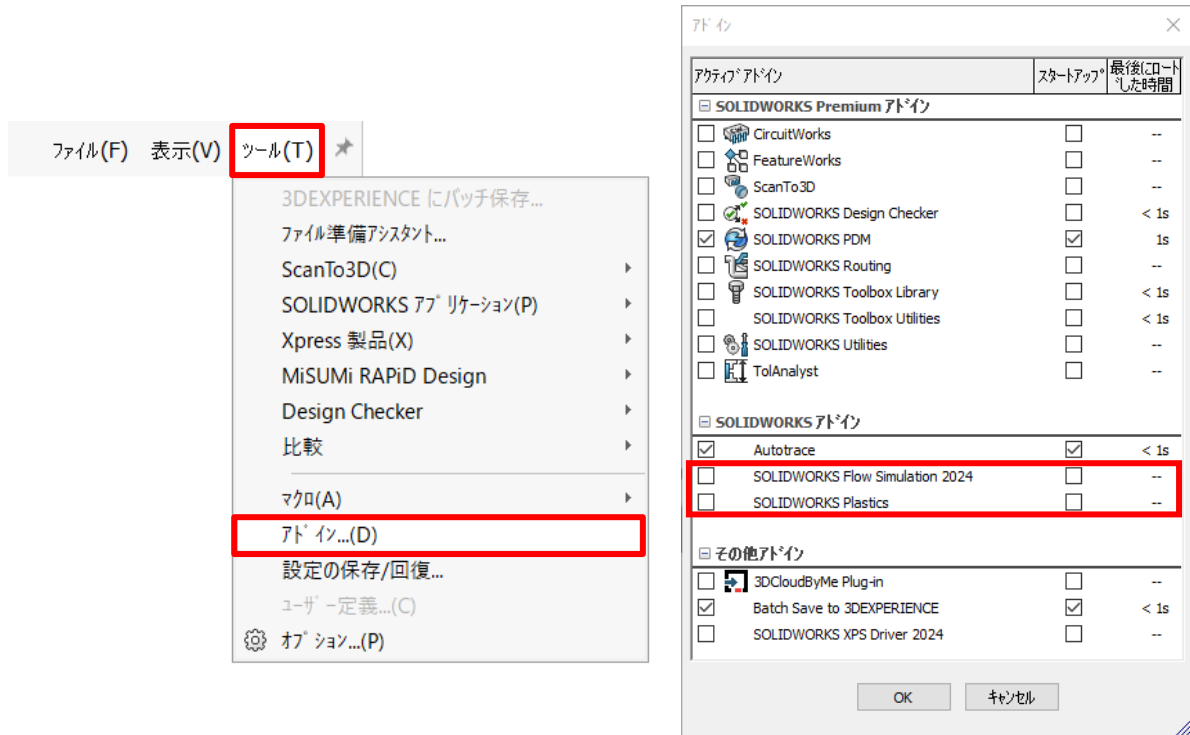 ファイル(F) 表示(V) ツール(T)
3DEXPERIENCE にバッチ保存...
ファイル準備アシスタント...
ScanTo3D(C)
SOLIDWORKS アプリケーション(P)
Xpress 製品(X)
MiSUMi RAPiD Design
Design Checker
比較
マクロ(A)
アドイン...(D)
設定の保存/回復...
ユーザー定義...(C)
オプション...(P)
アドイン
アクティブアドイン スタートアップ 最後にロード
した時間
SOLIDWORKS Premium アドイン
CircuitWorks --
FeatureWorks --
ScanTo3D --
SOLIDWORKS Design Checker < 1s
SOLIDWORKS PDM 1s
SOLIDWORKS Routing --
SOLIDWORKS Toolbox Library < 1s
SOLIDWORKS Toolbox Utilities < 1s
SOLIDWORKS Utilities --
TolAnalyst --
SOLIDWORKS アドイン
Autotrace < 1s
SOLIDWORKS Flow Simulation 2024 --
SOLIDWORKS Plastics --
その他アドイン
3DCloudByMe Plug-in --
Batch Save to 3DEXPERIENCE < 1s
SOLIDWORKS XPS Driver 2024 --
OK キャンセル